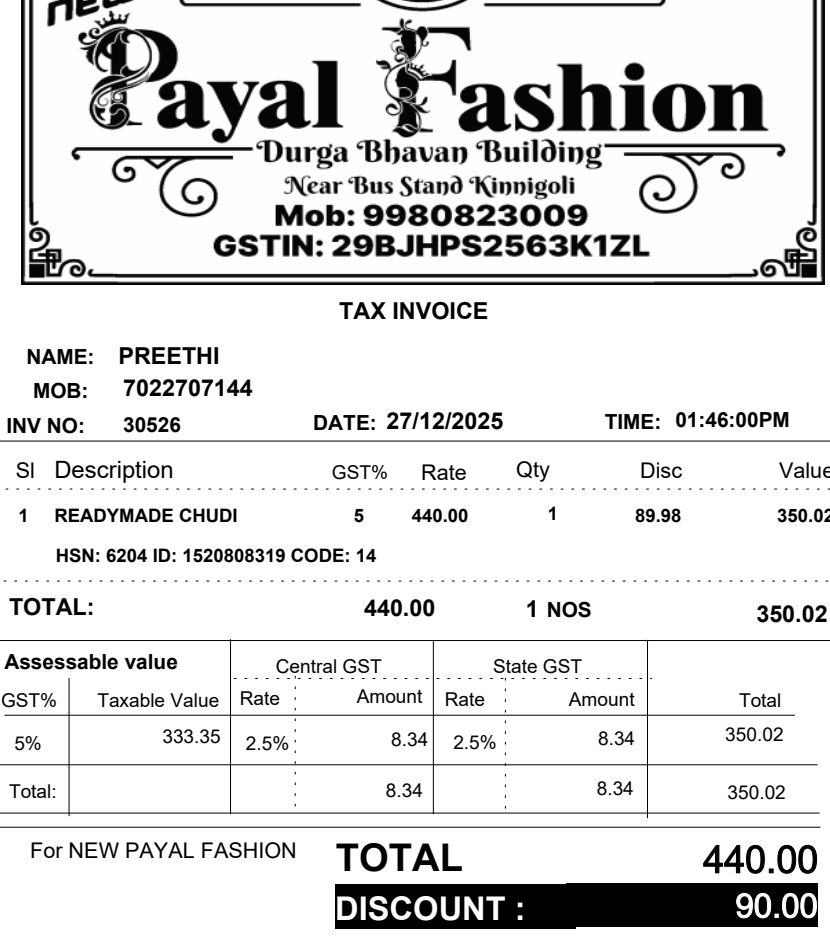 new
Payal Fashion
Durga Bhavan Building
Near Bus Stand Kinnigoli
Mob: 9980823009
GSTIN: 29BJHPS2563K1ZL
TAX INVOICE
NAME: PREETHI
MOB: 7022707144
INV NO: 30526 DATE: 27/12/2025 TIME: 01:46:00PM
Sl Description GST% Rate Qty Disc Value
1 READYMADE CHUDI 5 440.00 1 89.98 350.02
HSN: 6204 ID: 1520808319 CODE: 14
TOTAL: 440.00 1 NOS 350.02
Assessable value Central GST State GST
GST% Taxable Value Rate Amount Rate Amount Total
5% 333.35 2.5% 8.34 2.5% 8.34 350.02
Total: 8.34 8.34 350.02
For NEW PAYAL FASHION TOTAL 440.00
DISCOUNT : 90.00